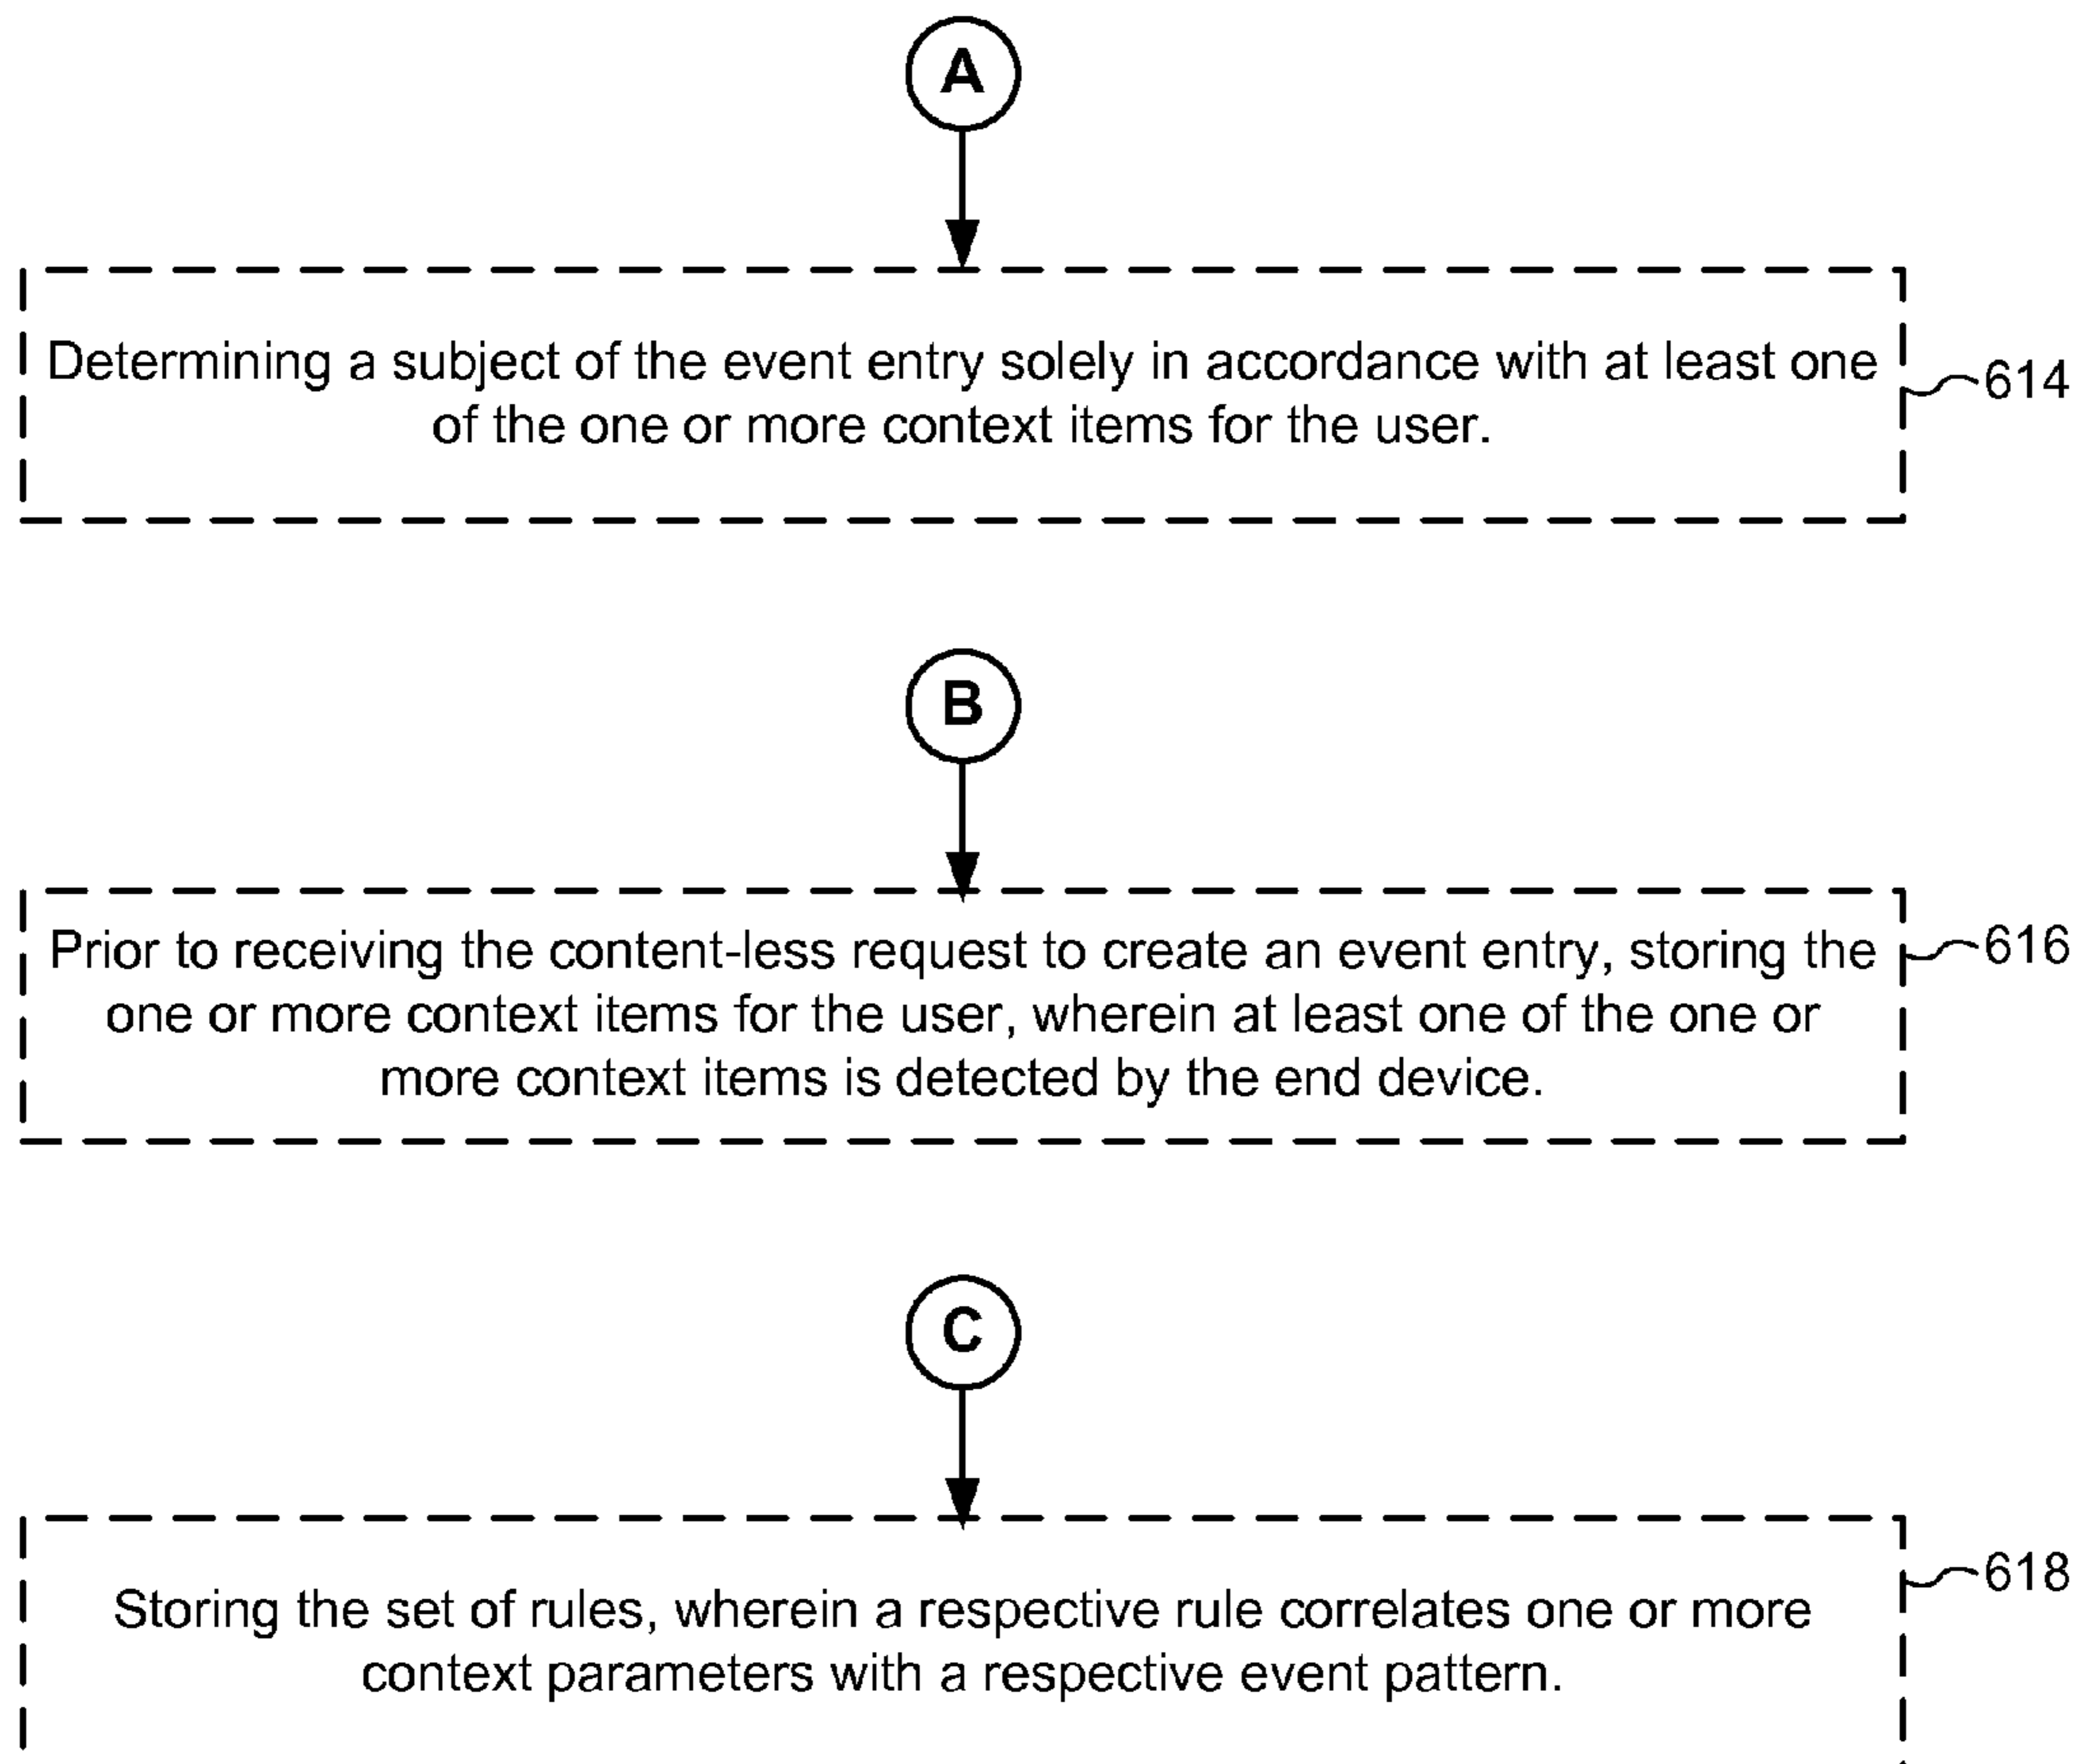 A
Determining a subject of the event entry solely in accordance with at least one
of the one or more context items for the user.
614
B
Prior to receiving the content-less request to create an event entry, storing the
one or more context items for the user, wherein at least one of the one or
more context items is detected by the end device.
616
C
Storing the set of rules, wherein a respective rule correlates one or more
context parameters with a respective event pattern.
618